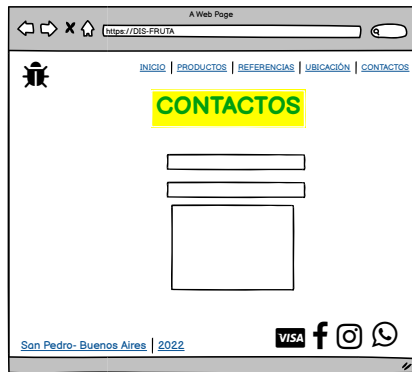 A Web Page
https://DIS-FRUTA
INICIO | PRODUCTOS | REFERENCIAS | UBICACIÓN | CONTACTOS
CONTACTOS
San Pedro- Buenos Aires | 2022
VISA